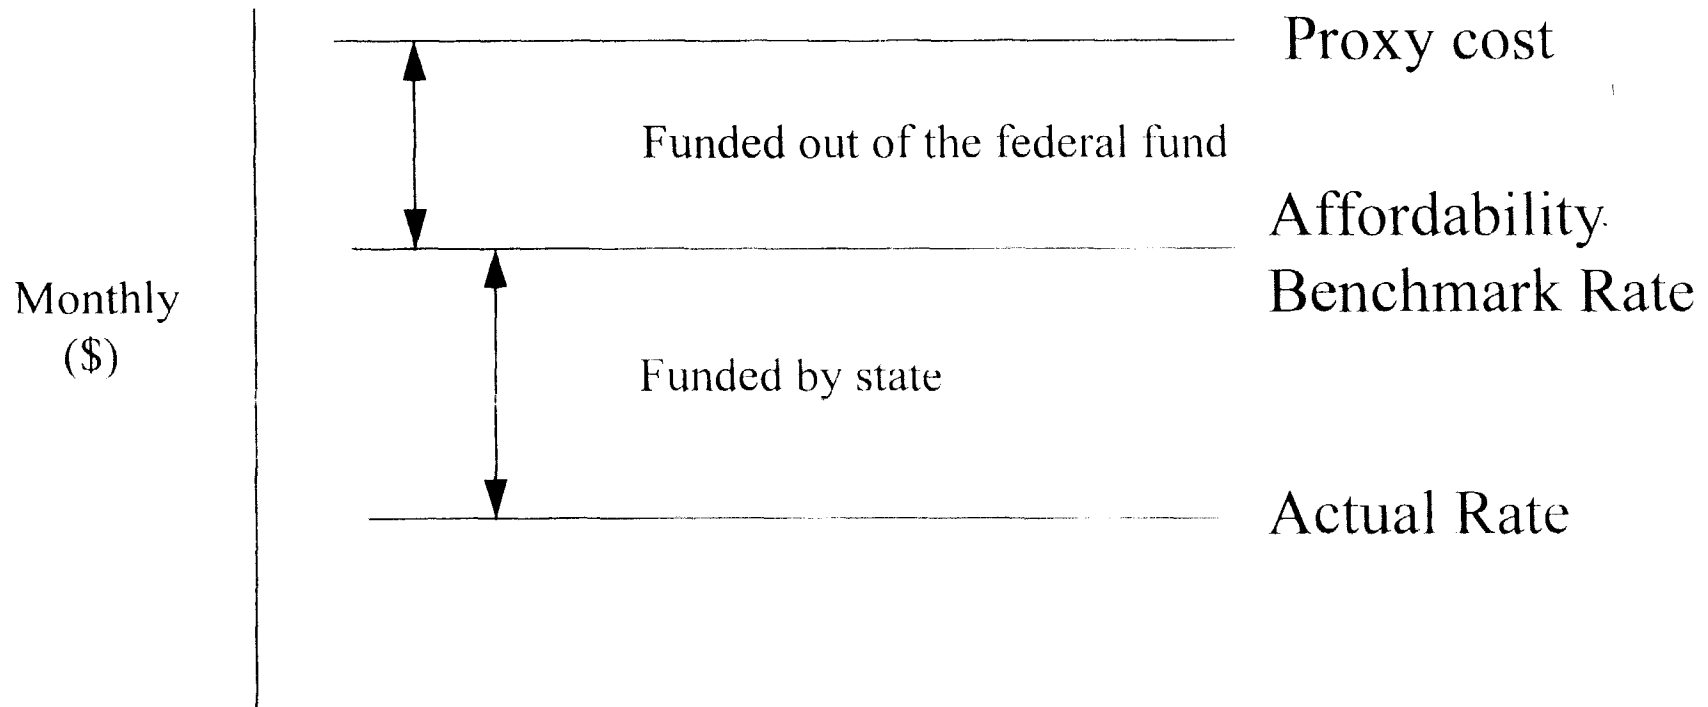 Proxy cost
Funded out of the federal fund
Affordability
Benchmark Rate
Monthly
($)
Funded by state
Actual Rate